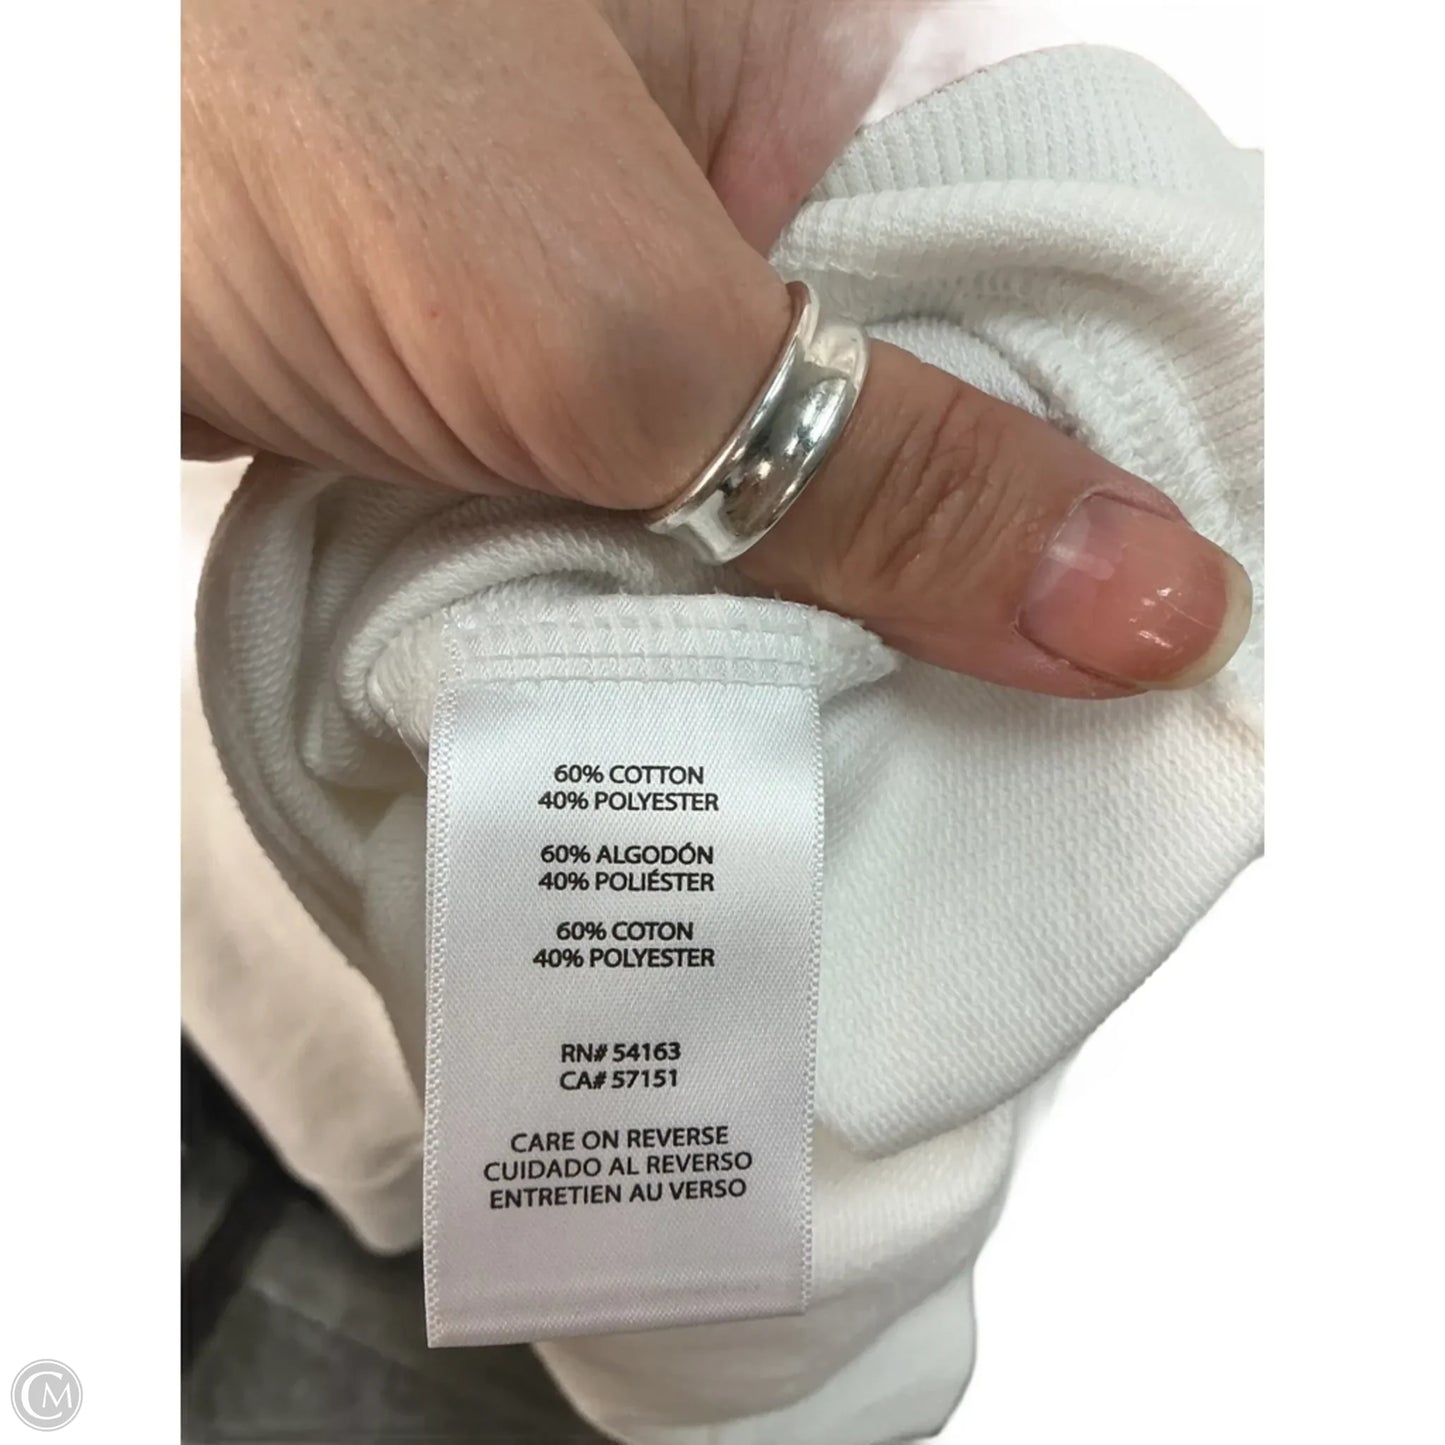 60% COTTON
40% POLYESTER
60% ALGODÓN
40% POLIÉSTER
60% COTON
40% POLYESTER
RN# 54163
CA# 57151
CARE ON REVERSE
CUIDADO AL REVERSO
ENTRETIEN AU VERSO
CM